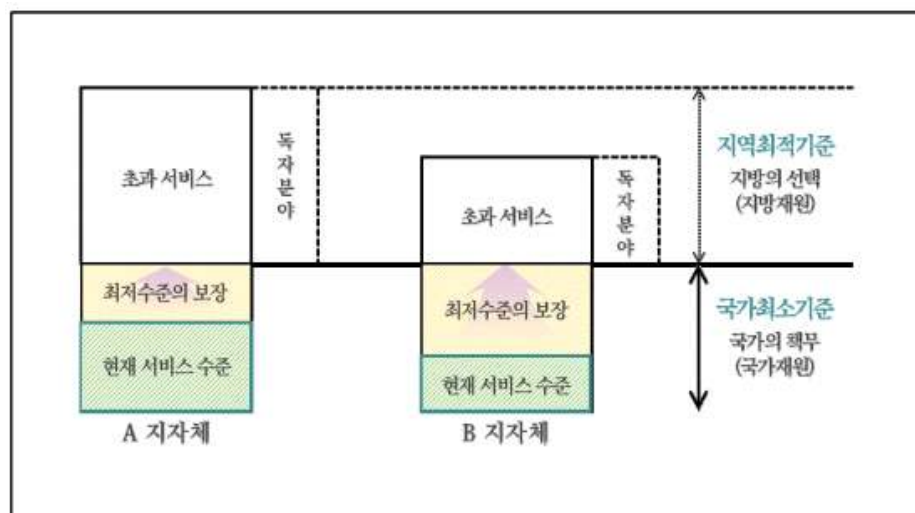 초과 서비스
독자분야
지역최적기준
지방의 선택
(지방재원)
초과 서비스
독자분야
최저수준의 보장
최저수준의 보장
국가최소기준
국가의 책무
(국가재원)
현재 서비스 수준
현재 서비스 수준
A 지자체
B 지자체